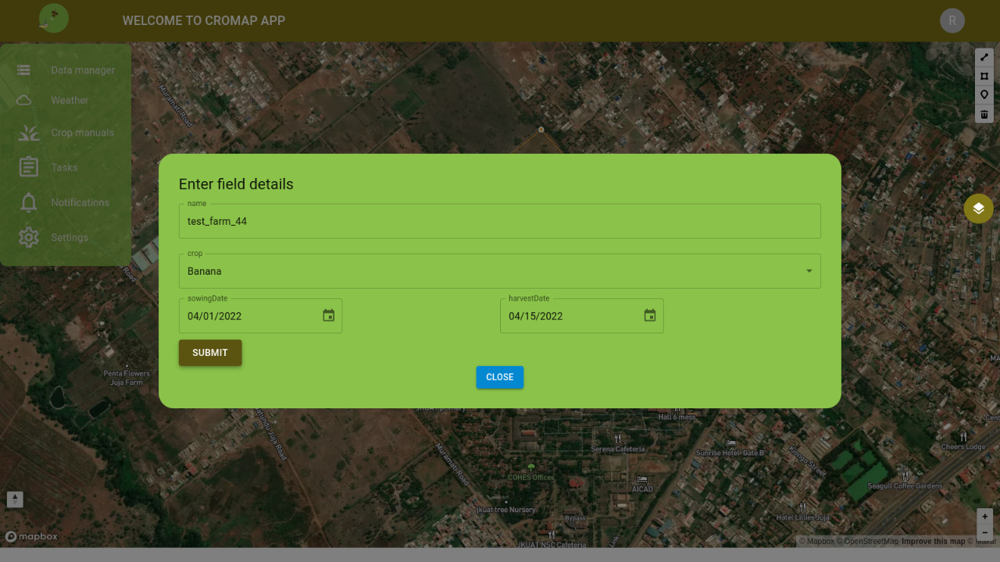 WELCOME TO CROMAP APP
R
Data manager
Weather
Crop manuals
Tasks
Notifications
Settings
Muramati Road
Road
Enter field details
name
test_farm_44
crop
Banana
sowingDate
04/01/2022
harvestDate
04/15/2022
SUBMIT
CLOSE
Penta Flowers
Juja Farm
Juja Road
Muramati Road
Hall 6 mess
Serena Cafeteria
Sunrise Hotel-Gate B
Kiongo Street
Cheers Lodge
COHES Offices
AICAD
Seagull Coffee Gardens
jkuat tree Nursery
Bypass
Hotel Lillies Juja
JKUAT NSC Cafeteria
Link
mapbox
+
−
© Mapbox © OpenStreetMap Improve this map © Maxar